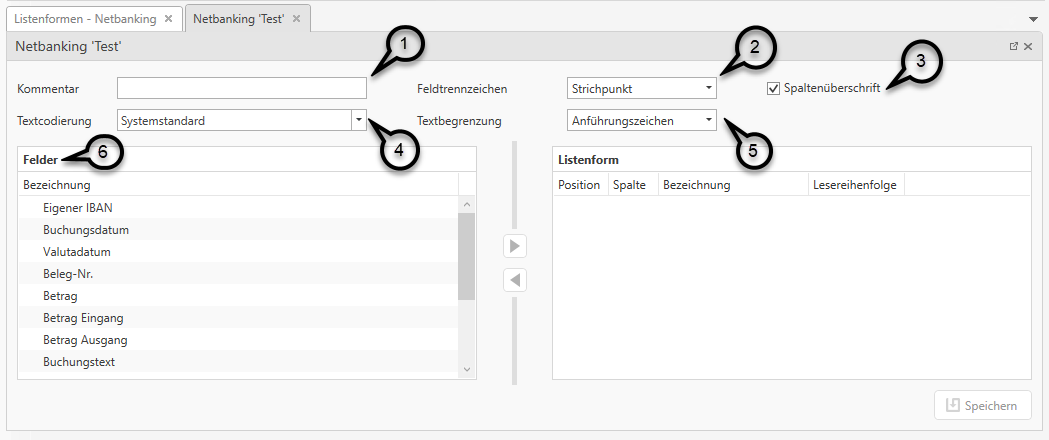 Listenformen - Netbanking
Netbanking 'Test'
Netbanking 'Test'
1
2
3
Kommentar
Feldtrennzeichen
Strichpunkt
Spaltenüberschrift
Textcodierung
Systemstandard
Textbegrenzung
Anführungszeichen
4
5
6
Felder
Listenform
Bezeichnung
Position Spalte Bezeichnung Lesereihenfolge
Eigener IBAN
Buchungsdatum
Valutadatum
Beleg-Nr.
Betrag
Betrag Eingang
Betrag Ausgang
Buchungstext
Speichern